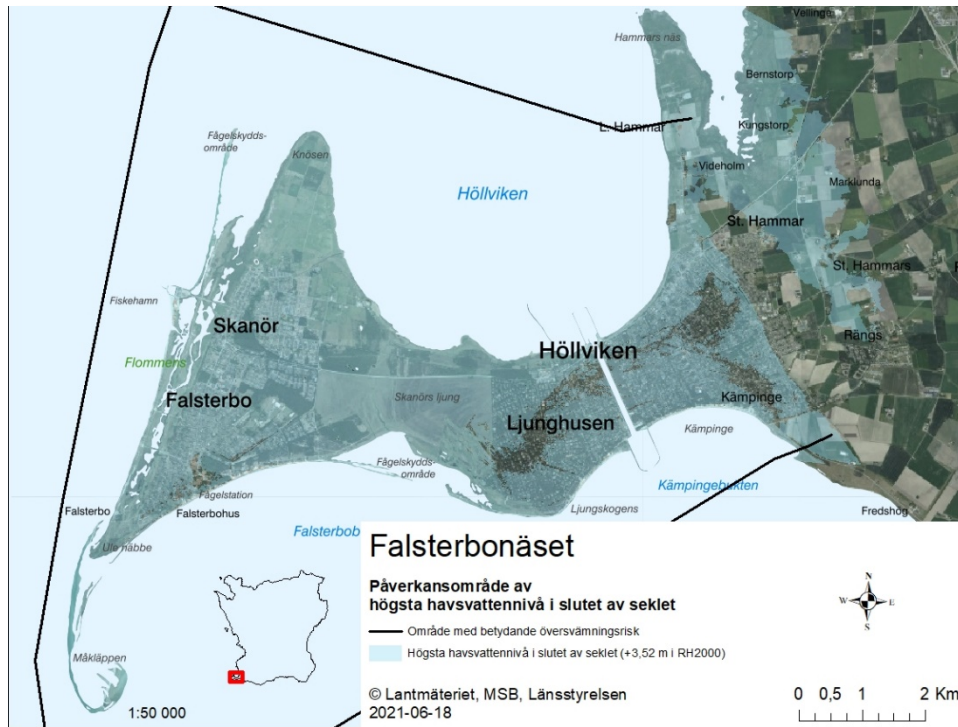 Vellinge
Hammars näs
Bernstorp
Fågelskydds-
område
L. Hammar
Kungstorp
Knösen
Videholm
Marklunda
Höllviken
St. Hammar
St. Hammars
Fiskehamn
Skanör
Flommens
Höllviken
Rängs
Falsterbo
Skanörs ljung
Ljunghusen
Kämpinge
Kämpinge
Fågelskydds-
område
Kämpingebukten
Fågelstation
Falsterbo
Falsterbohus
Ljungskogens
Fredshög
Falsterbob
Ule näbbe
Måkläppen
1:50 000
Falsterbonäset
Påverkansområde av
högsta havsvattennivå i slutet av seklet
Område med betydande översvämningsrisk
Högsta havsvattennivå i slutet av seklet (+3,52 m i RH2000)
N
W E
S
© Lantmäteriet, MSB, Länsstyrelsen
2021-06-18
0 0,5 1 2 Km